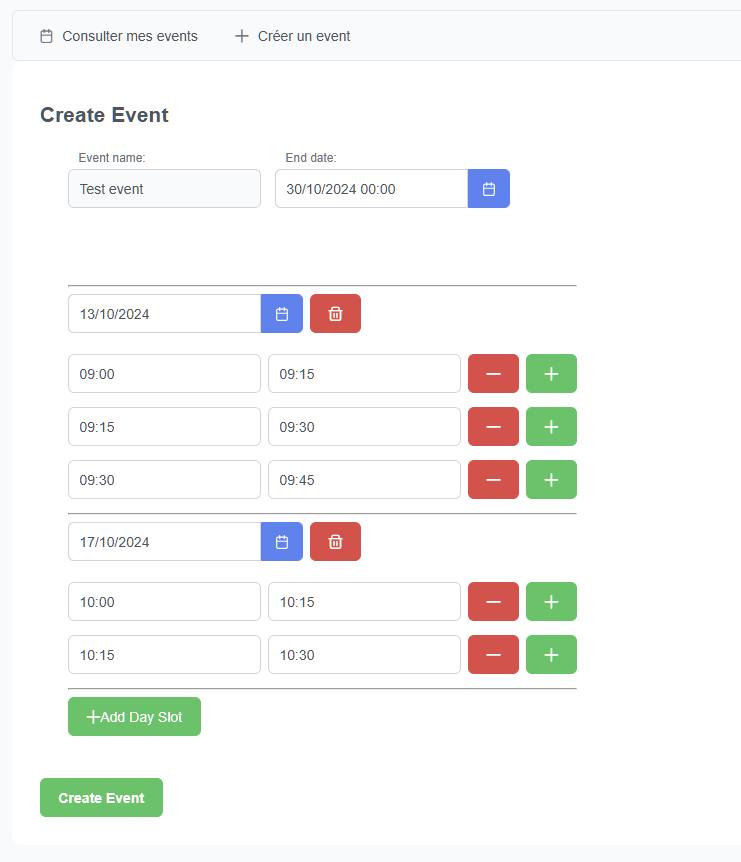 Consulter mes events Créer un event
Create Event
Event name: End date:
Test event 30/10/2024 00:00
13/10/2024
09:00 09:15
09:15 09:30
09:30 09:45
17/10/2024
10:00 10:15
10:15 10:30
Add Day Slot
Create Event